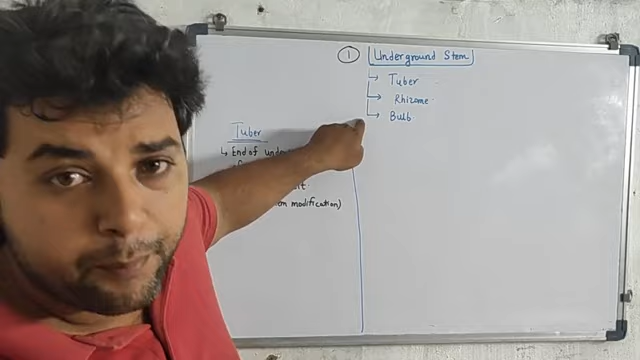 1 Underground Stem
→ Tuber
→ Rhizome
→ Bulb
Tuber
↳ End of
modification)